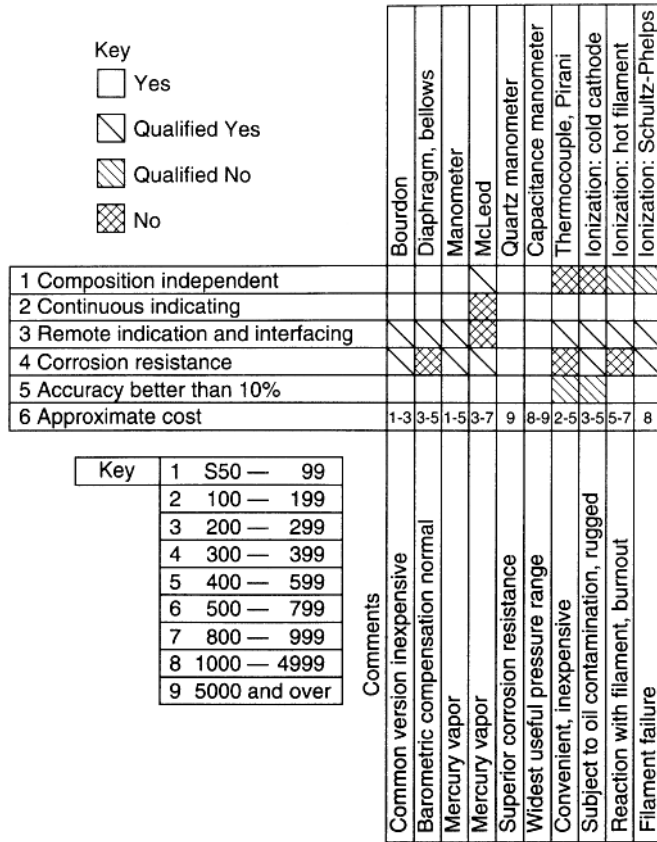 Key
Yes
Qualified Yes
Qualified No
No
Bourdon
Diaphragm, bellows
Manometer
McLeod
Quartz manometer
Capacitance manometer
Thermocouple, Pirani
Ionization: cold cathode
Ionization: hot filament
Ionization: Schultz-Phelps
1 Composition independent
2 Continuous indicating
3 Remote indication and interfacing
4 Corrosion resistance
5 Accuracy better than 10%
6 Approximate cost 1-3 3-5 1-5 3-7 9 8-9 2-5 3-5 5-7 8
Key 1 S50 — 99
2 100 — 199
3 200 — 299
4 300 — 399
5 400 — 599
6 500 — 799
7 800 — 999
8 1000 — 4999
9 5000 and over
Comments
Common version inexpensive
Barometric compensation normal
Mercury vapor
Mercury vapor
Superior corrosion resistance
Widest useful pressure range
Convenient, inexpensive
Subject to oil contamination, rugged
Reaction with filament, burnout
Filament failure